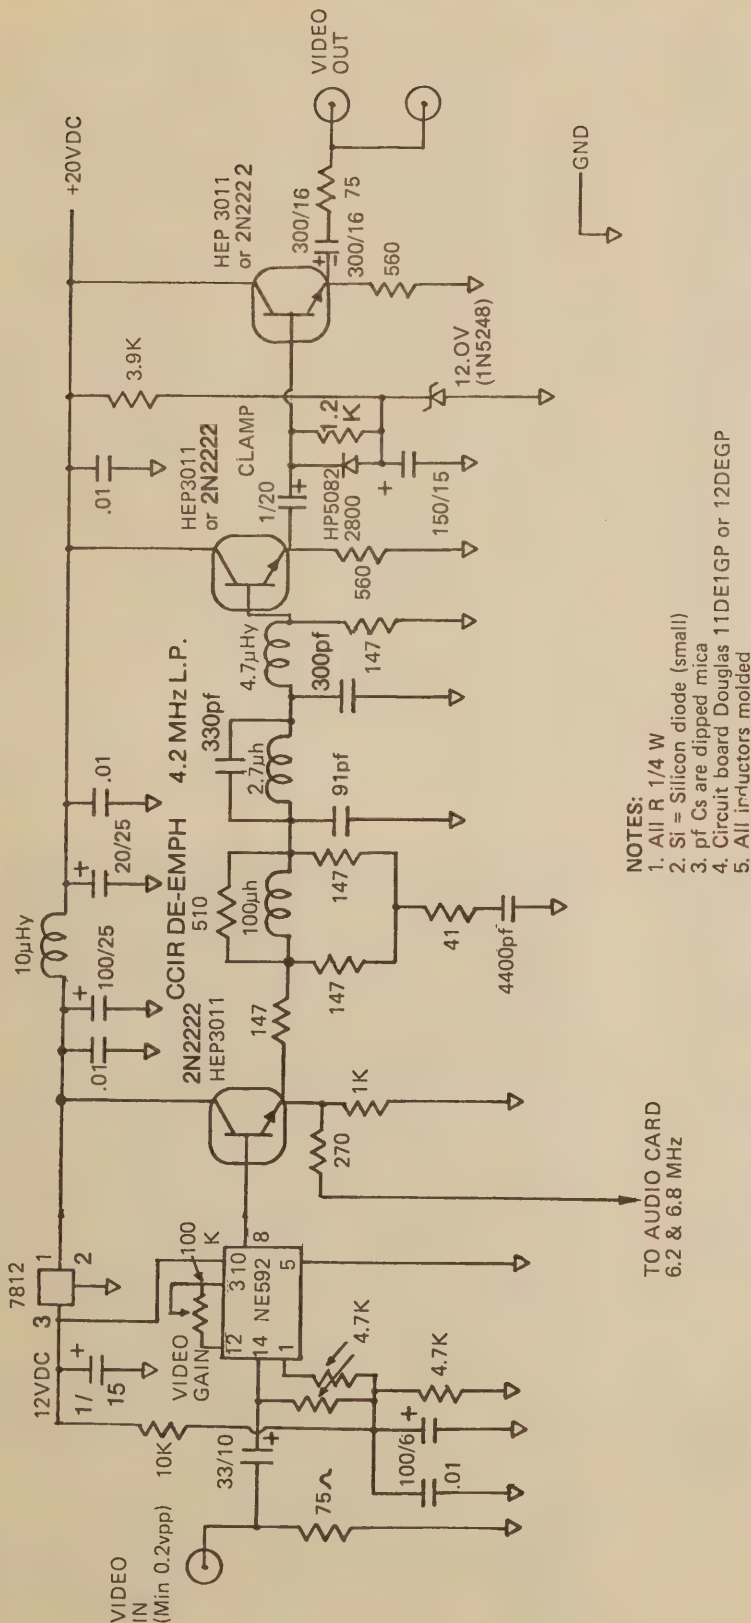 +20VDC
3.9K
.01
.01
20/25
10µHy
100/25
.01
7812
1
2
3
12VDC
1/
15
+
+
+
HEP 3011
or 2N2222
300/16
+
-
300/16
75
VIDEO
OUT
560
12.0V
(1N5248)
1.2
K
CLAMP
HEP3011
or 2N2222
1/20
+
HP5082
2800
+
150/15
560
4.7µHy
147
300pf
CCIR DE-EMPH
4.2 MHz L.P.
330pf
2.7µh
91pf
510
100µh
147
147
147
41
4400pf
2N2222
HEP3011
1K
270
TO AUDIO CARD
6.2 & 6.8 MHz
100
K
VIDEO
GAIN
12
3
10
8
14
NE592
1
5
4.7K
4.7K
10K
33/10
+
100/6
+
.01
75
VIDEO
IN
(Min 0.2vpp)
GND
NOTES:
1. All R 1/4 W
2. Si = Silicon diode (small)
3. pf Cs are dipped mica
4. Circuit board Douglas 11DE1GP or 12DEGP
5. All inductors molded